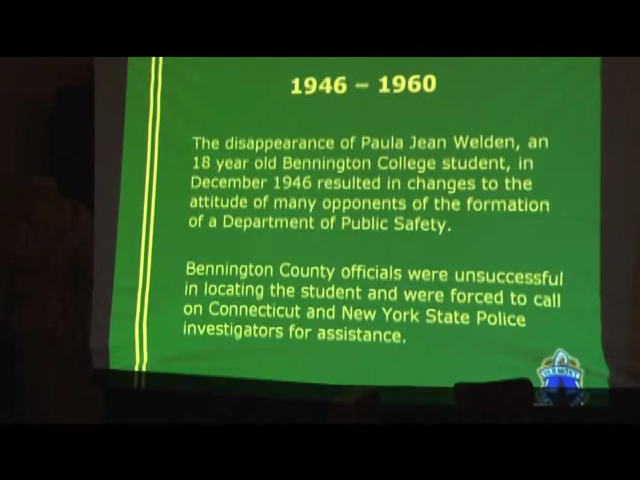 1946 – 1960
The disappearance of Paula Jean Welden, an
18 year old Bennington College student, in
December 1946 resulted in changes to the
attitude of many opponents of the formation
of a Department of Public Safety.
Bennington County officials were unsuccessful
in locating the student and were forced to call
on Connecticut and New York State Police
investigators for assistance.
VERMONT